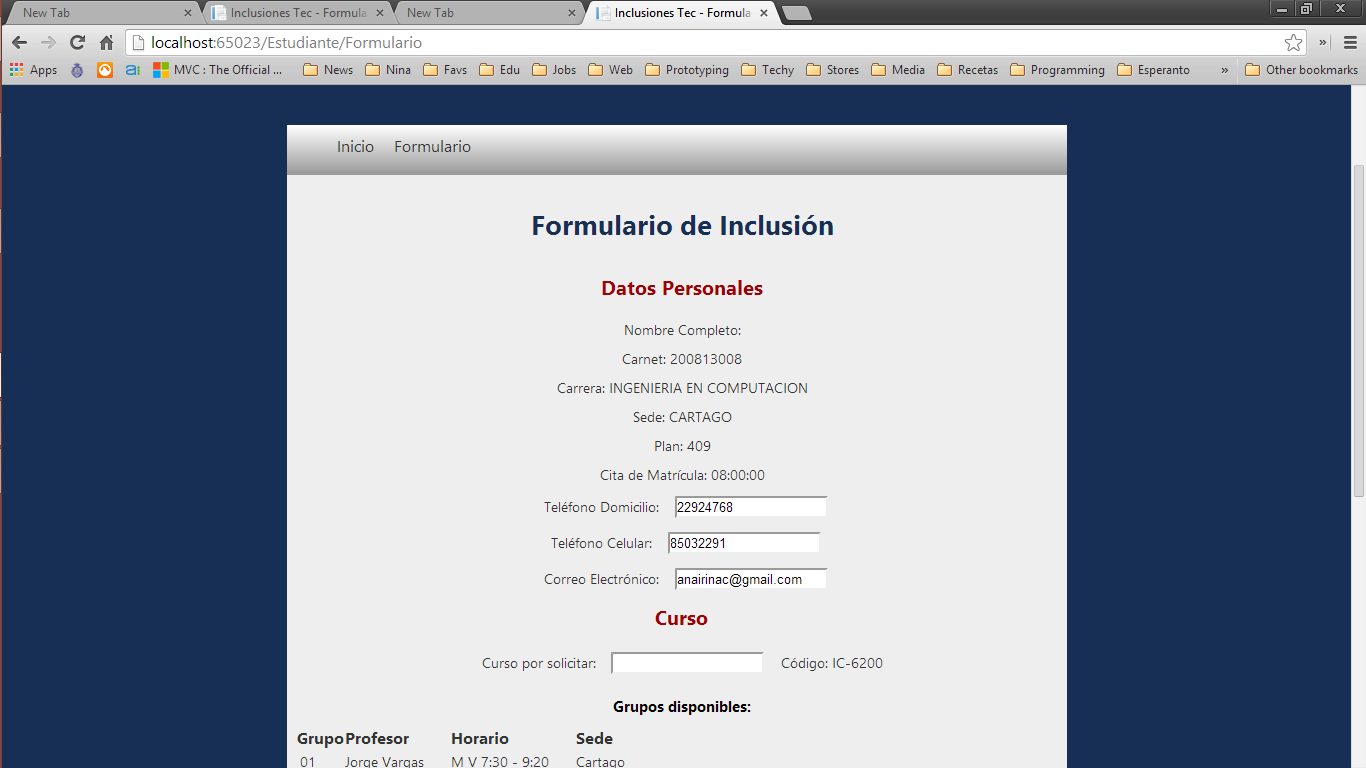 New Tab Inclusiones Tec - Formula New Tab Inclusiones Tec - Formula
localhost:65023/Estudiante/Formulario »
Apps MVC : The Official ... News Nina Favs Edu Jobs Web Prototyping Techy Stores Media Recetas Programming Esperanto » Other bookmarks
Inicio Formulario
Formulario de Inclusión
Datos Personales
Nombre Completo:
Carnet: 200813008
Carrera: INGENIERIA EN COMPUTACION
Sede: CARTAGO
Plan: 409
Cita de Matrícula: 08:00:00
Teléfono Domicilio: 22924768
Teléfono Celular: 85032291
Correo Electrónico: anairinac@gmail.com
Curso
Curso por solicitar: Código: IC-6200
Grupos disponibles:
Grupo Profesor Horario Sede
01 Jorge Vargas M V 7:30 - 9:20 Cartago